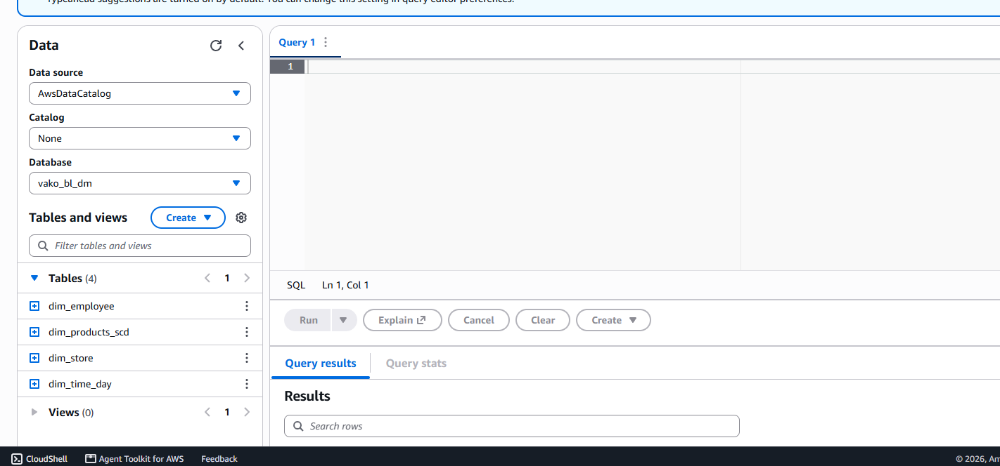 Typeahead suggestions are turned on by default. You can change this setting in query editor preferences.
Data
Data source
AwsDataCatalog
Catalog
None
Database
vako_bl_dm
Tables and views
Create
Filter tables and views
Tables (4)
1
dim_employee
dim_products_scd
dim_store
dim_time_day
Views (0)
1
Query 1
1
SQL
Ln 1, Col 1
Run
Explain
Cancel
Clear
Create
Query results
Query stats
Results
Search rows
CloudShell
Agent Toolkit for AWS
Feedback
© 2026,